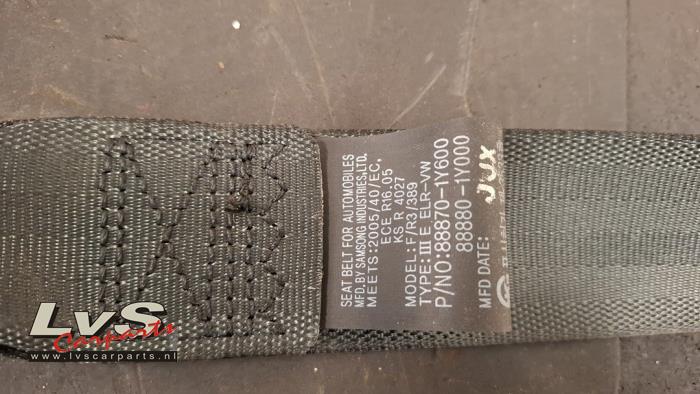 SEAT BELT FOR AUTOMOBILES
MFD. BY SAMSONG INDUSTRIES, LTD.
MEETS:2005/40/EC,
ECE R16.05
KS R 4027
MODEL:F/R3/389
TYPE:III E ELR-VW
P/NO:88870-1Y600
88880-1Y000
MFD DATE:
LvS
Carparts
www.lvscarparts.nl